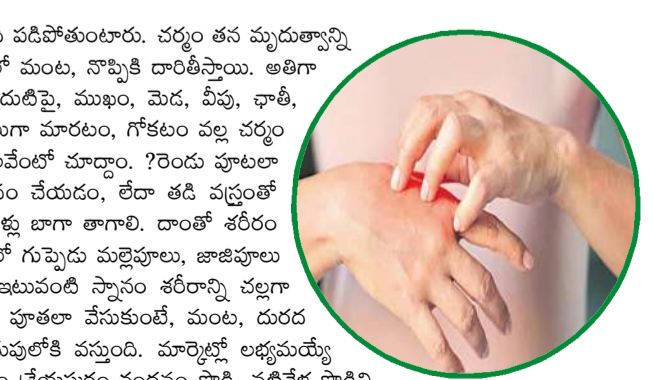 పడిపోతుంటారు. చర్మం తన మృదుత్వాన్ని
మంట, నొప్పికి దారితీస్తాయి. అతిగా
ముఖం, మెడ, వీపు, ఛాతీ,
మారటం, గోకటం వల్ల చర్మం
చూద్దాం. ?రెండు పూటలా
చేయడం, లేదా తడి వస్త్రంతో
బాగా తాగాలి. దాంతో శరీరం
గుప్పెడు మల్లెపూలు, జాజిపూలు
ఇటువంటి స్నానం శరీరాన్ని చల్లగా
పూతలా వేసుకుంటే, మంట, దురద
వస్తుంది. మార్కెట్లో లభ్యమయ్యే